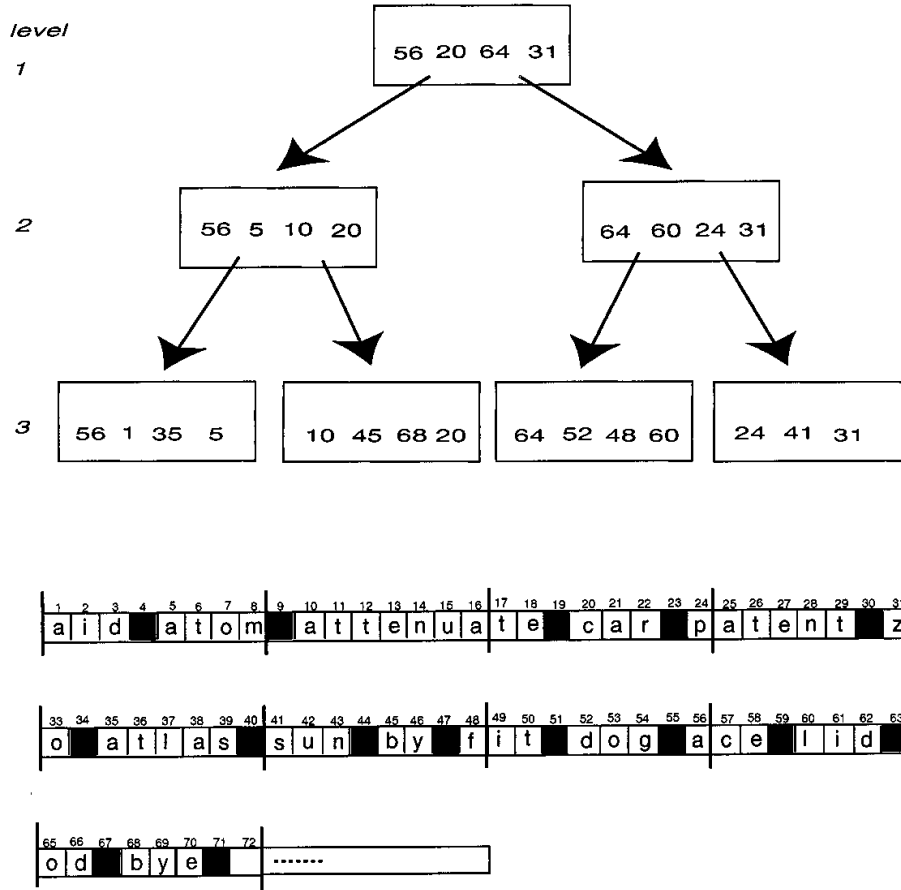 level
1
56 20 64 31
2
56 5 10 20
64 60 24 31
3
56 1 35 5
10 45 68 20
64 52 48 60
24 41 31
1 2 3 4 5 6 7 8 9 10 11 12 13 14 15 16 17 18 19 20 21 22 23 24 25 26 27 28 29 30 31
a i d a t o m a t t e n u a t e c a r p a t e n t z
33 34 35 36 37 38 39 40 41 42 43 44 45 46 47 48 49 50 51 52 53 54 55 56 57 58 59 60 61 62 63
o a t l a s s u n b y f i t d o g a c e l i d
65 66 67 68 69 70 71 72
o d b y e -------